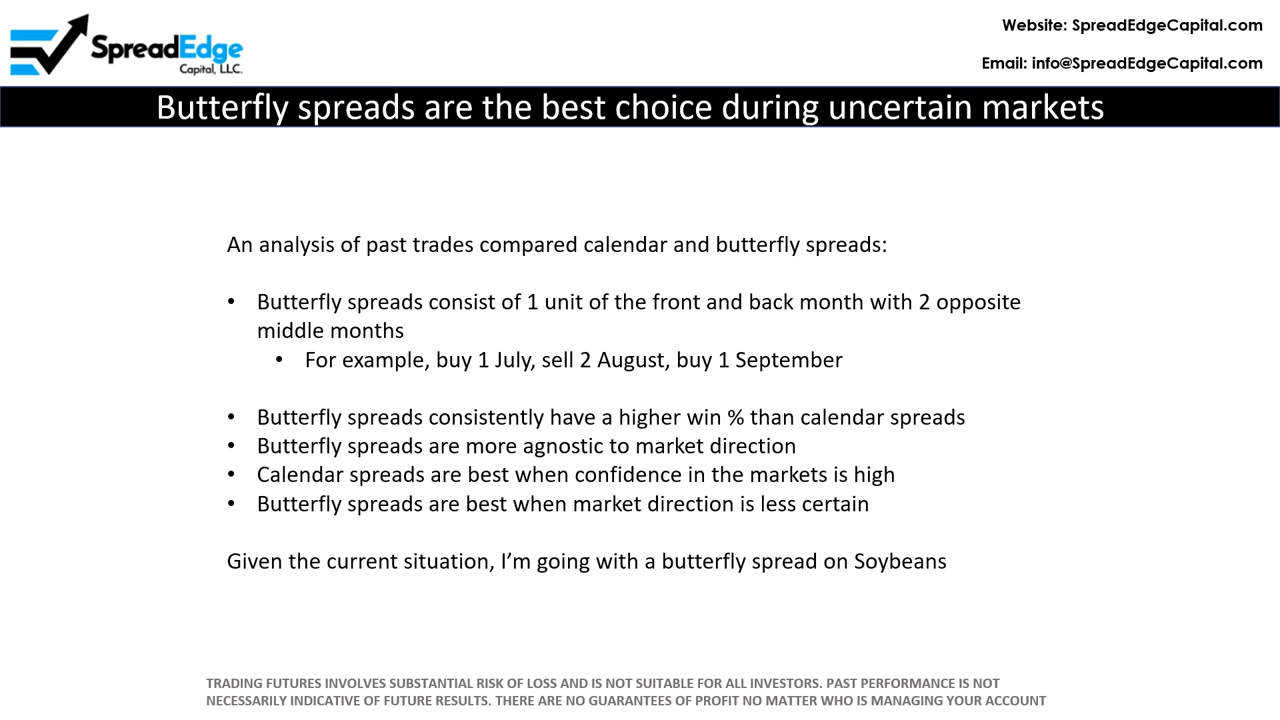 SpreadEdge
Capital, LLC.
Website: SpreadEdgeCapital.com
Email: info@SpreadEdgeCapital.com
Butterfly spreads are the best choice during uncertain markets
An analysis of past trades compared calendar and butterfly spreads:
• Butterfly spreads consist of 1 unit of the front and back month with 2 opposite
middle months
• For example, buy 1 July, sell 2 August, buy 1 September
• Butterfly spreads consistently have a higher win % than calendar spreads
• Butterfly spreads are more agnostic to market direction
• Calendar spreads are best when confidence in the markets is high
• Butterfly spreads are best when market direction is less certain
Given the current situation, I’m going with a butterfly spread on Soybeans
TRADING FUTURES INVOLVES SUBSTANTIAL RISK OF LOSS AND IS NOT SUITABLE FOR ALL INVESTORS. PAST PERFORMANCE IS NOT
NECESSARILY INDICATIVE OF FUTURE RESULTS. THERE ARE NO GUARANTEES OF PROFIT NO MATTER WHO IS MANAGING YOUR ACCOUNT